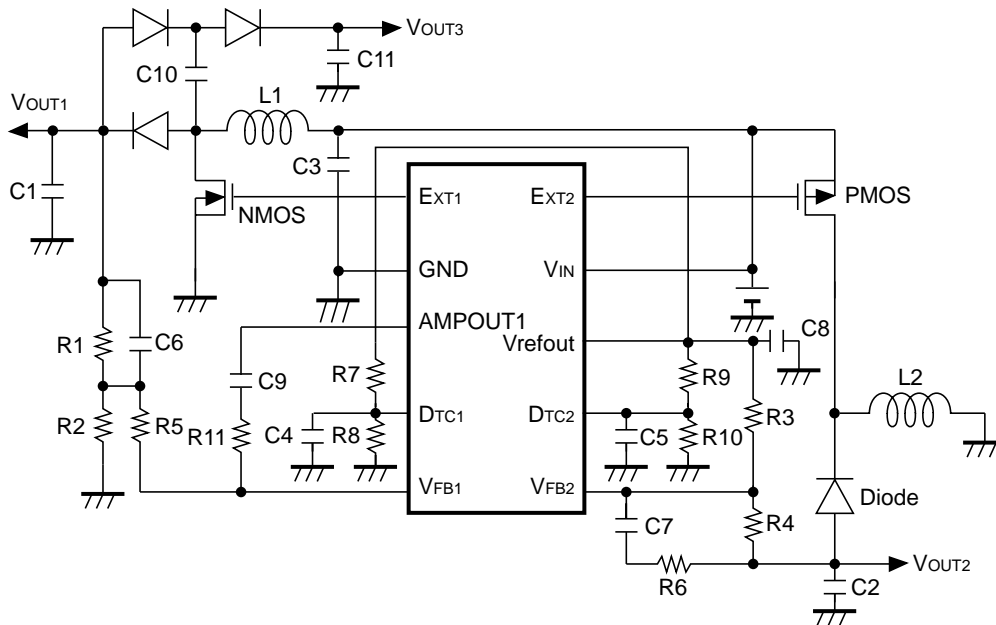 VOUT3
C10
C11
VOUT1
L1
C1
C3
NMOS
EXT1
EXT2
PMOS
GND
VIN
AMPOUT1
C8
R1
C6
Vrefout
C9
R7
R9
L2
R2
R5
R11
C4
R8
DTC1
DTC2
C5
R10
R3
VFB1
VFB2
C7
R4
Diode
R6
VOUT2
C2